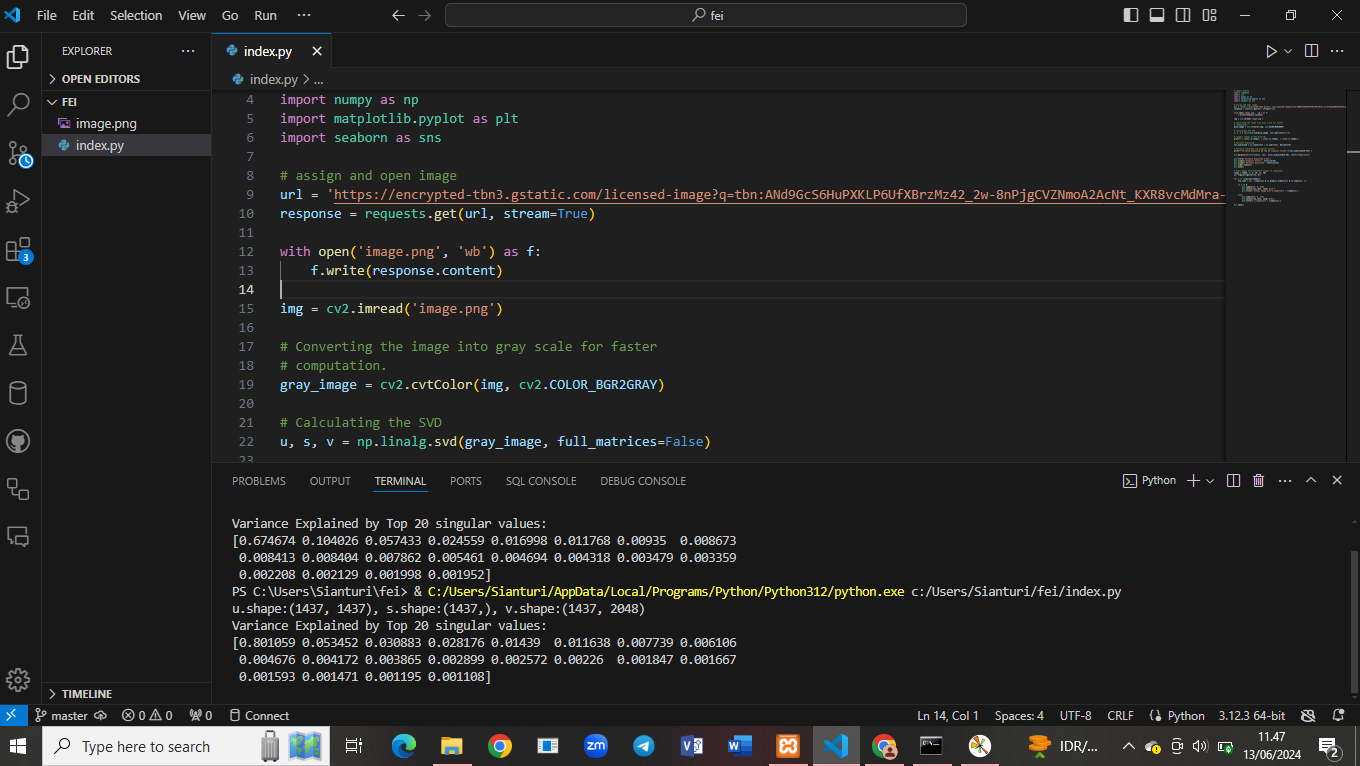 File Edit Selection View Go Run ··· fei
EXPLORER ···
OPEN EDITORS
FEI
image.png
index.py
TIMELINE
3
index.py
index.py > ...
4 import numpy as np
5 import matplotlib.pyplot as plt
6 import seaborn as sns
7
8 # assign and open image
9 url = 'https://encrypted-tbn3.gstatic.com/licensed-image?q=tbn:ANd9GcS6HuPXKLP6UfXBrzMz42_2w-8nPjgCVZNmoA2AcNt_KXR8vcMdMra-
10 response = requests.get(url, stream=True)
11
12 with open('image.png', 'wb') as f:
13 f.write(response.content)
14
15 img = cv2.imread('image.png')
16
17 # Converting the image into gray scale for faster
18 # computation.
19 gray_image = cv2.cvtColor(img, cv2.COLOR_BGR2GRAY)
20
21 # Calculating the SVD
22 u, s, v = np.linalg.svd(gray_image, full_matrices=False)
23
PROBLEMS OUTPUT TERMINAL PORTS SQL CONSOLE DEBUG CONSOLE Python
Variance Explained by Top 20 singular values:
[0.674674 0.104026 0.057433 0.024559 0.016998 0.011768 0.00935  0.008673
0.008413 0.008404 0.007862 0.005461 0.004694 0.004318 0.003479 0.003359
0.002208 0.002129 0.001998 0.001952]
PS C:\Users\Sianturi\fei> & C:/Users/Sianturi/AppData/Local/Programs/Python/Python312/python.exe c:/Users/Sianturi/fei/index.py
u.shape:(1437, 1437), s.shape:(1437,), v.shape:(1437, 2048)
Variance Explained by Top 20 singular values:
[0.801059 0.053452 0.030883 0.028176 0.01439  0.011638 0.007739 0.006106
0.004676 0.004172 0.003865 0.002899 0.002572 0.00226  0.001847 0.001667
0.001593 0.001471 0.001195 0.001108]
master 0 0 0 Connect Ln 14, Col 1 Spaces: 4 UTF-8 CRLF Python 3.12.3 64-bit
Type here to search zm IDR/... 11.47
13/06/2024 2